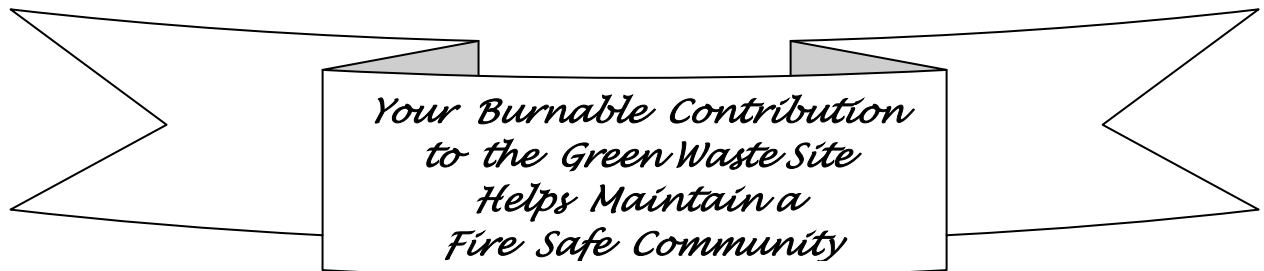 Your Burnable Contribution
to the Green Waste Site
Helps Maintain a
Fire Safe Community